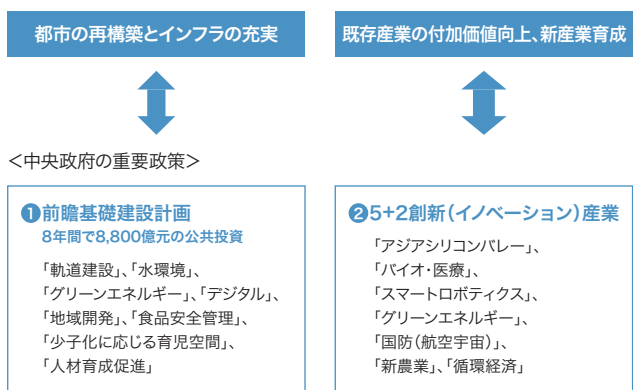 都市の再構築とインフラの充実
既存産業の付加価値向上、新産業育成
＜中央政府の重要政策＞
❶前瞻基礎建設計画
8年間で8,800億元の公共投資
「軌道建設」、「水環境」、
「グリーンエネルギー」、「デジタル」、
「地域開発」、「食品安全管理」、
「少子化に応じる育児空間」、
「人材育成促進」
❷5+2創新（イノベーション）産業
「アジアシリコンバレー」、
「バイオ・医療」、
「スマートロボティクス」、
「グリーンエネルギー」、
「国防（航空宇宙）」、
「新農業」、「循環経済」